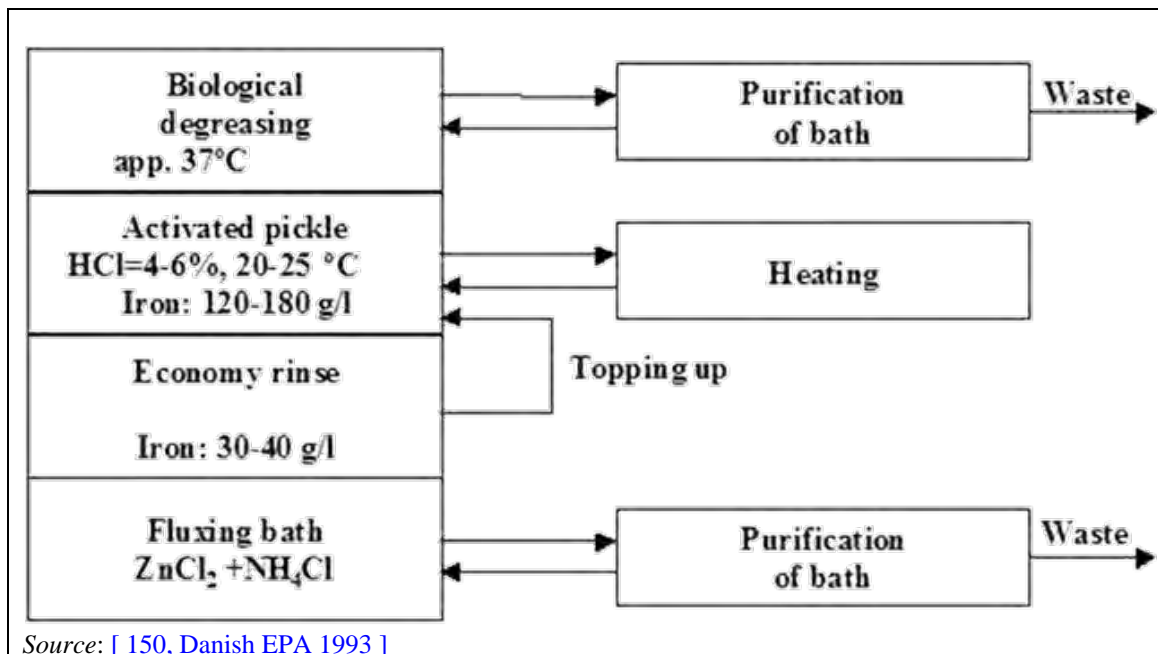 Biological
degreasing
app. 37°C
Purification
of bath
Waste
Activated pickle
HCl=4-6%, 20-25 °C
Iron: 120-180 g/l
Heating
Economy rinse
Iron: 30-40 g/l
Topping up
Fluxing bath
ZnCl₂ +NH₄Cl
Purification
of bath
Waste
Source: [ 150, Danish EPA 1993 ]